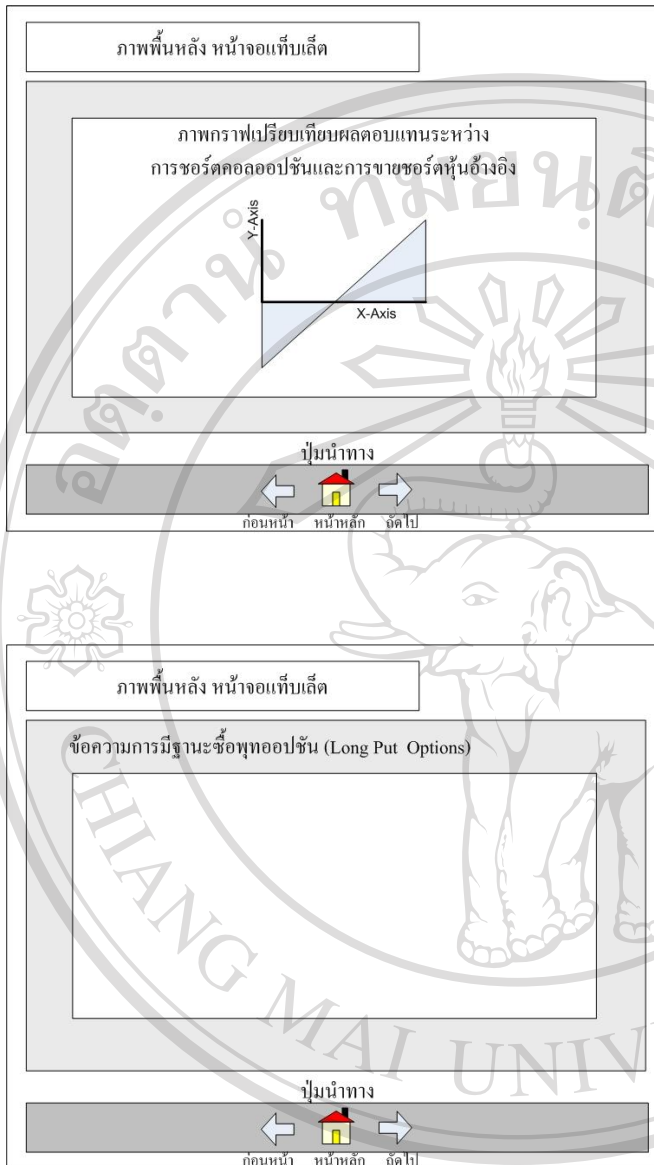 ภาพพื้นหลัง หน้าจอแท็บเล็ต
ภาพกราฟเปรียบเทียบผลตอบแทนระหว่าง
การชอร์ตคอลออปชันและการขายชอร์ตหุ้นอ้างอิง
Y-Axis
X-Axis
ปุ่มนำทาง
ก่อนหน้า หน้าหลัก ถัดไป
ภาพพื้นหลัง หน้าจอแท็บเล็ต
ข้อความการมีฐานะซื้อพุทออปชัน (Long Put Options)
ปุ่มนำทาง
ก่อนหน้า หน้าหลัก ถัดไป
CHIANG MAI UNIV